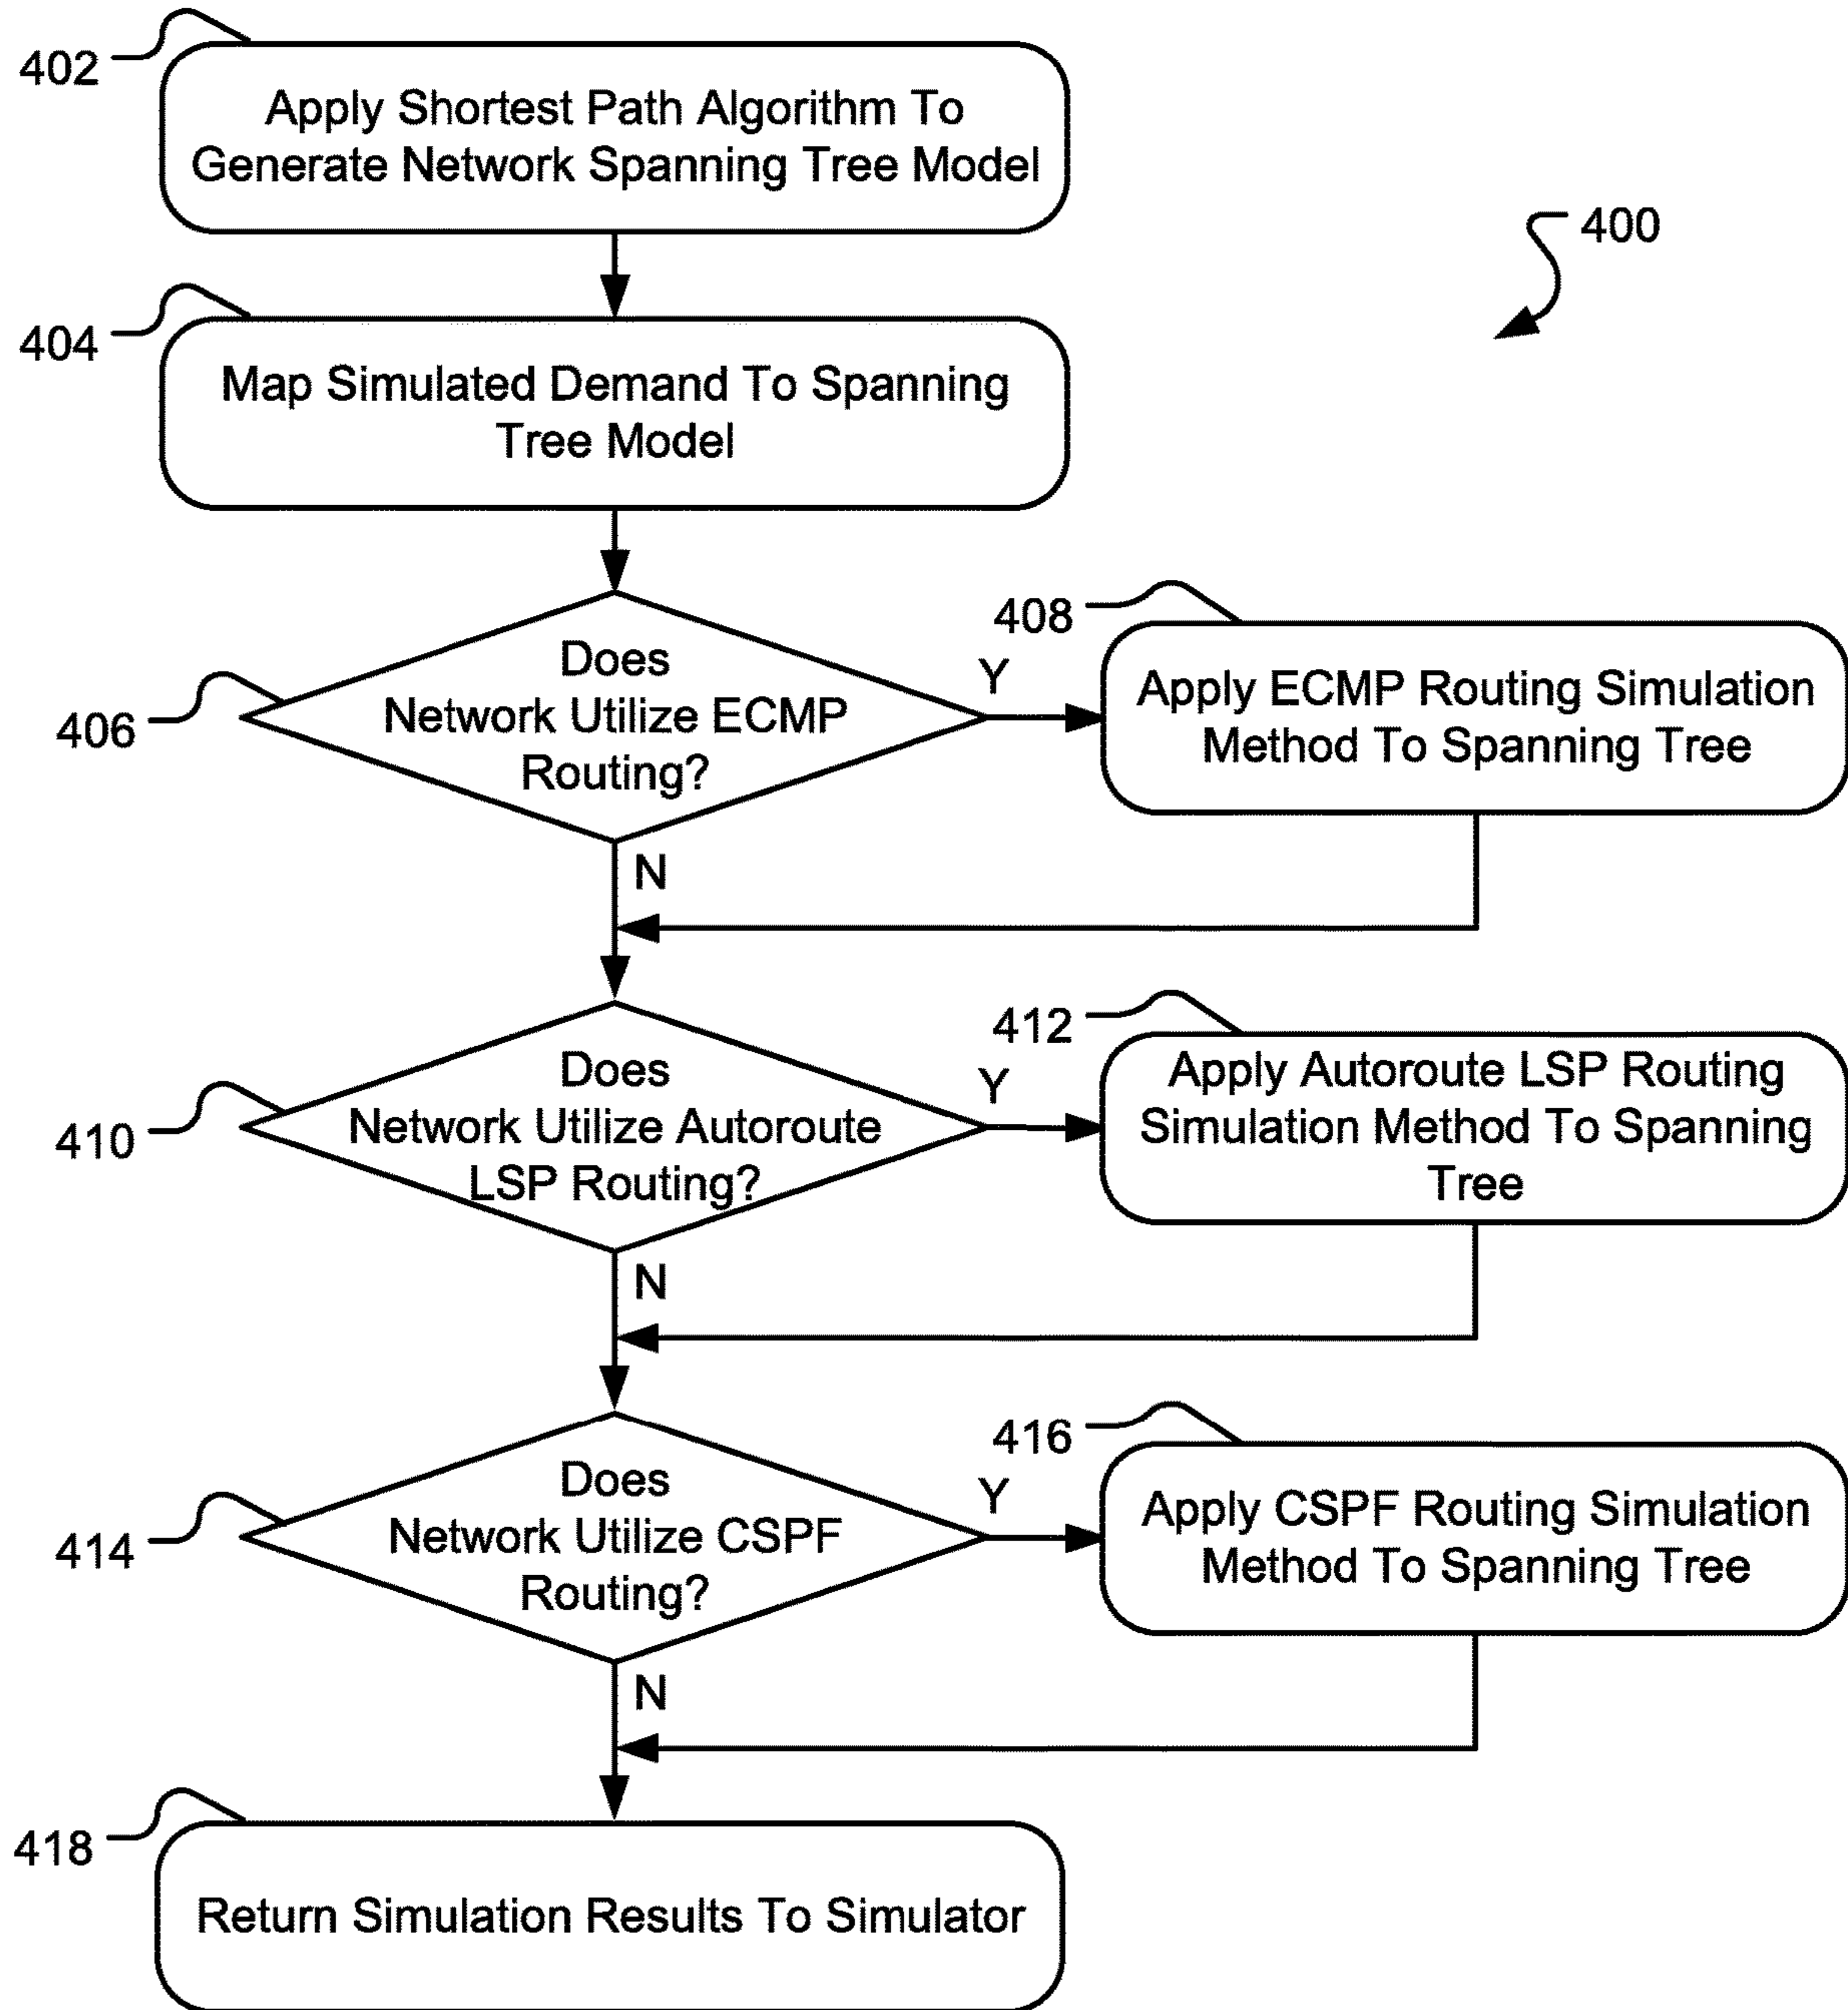 402
Apply Shortest Path Algorithm To
Generate Network Spanning Tree Model
400
404
Map Simulated Demand To Spanning
Tree Model
406
Does
Network Utilize ECMP
Routing?
Y
N
408
Apply ECMP Routing Simulation
Method To Spanning Tree
410
Does
Network Utilize Autoroute
LSP Routing?
Y
N
412
Apply Autoroute LSP Routing
Simulation Method To Spanning
Tree
414
Does
Network Utilize CSPF
Routing?
Y
N
416
Apply CSPF Routing Simulation
Method To Spanning Tree
418
Return Simulation Results To Simulator